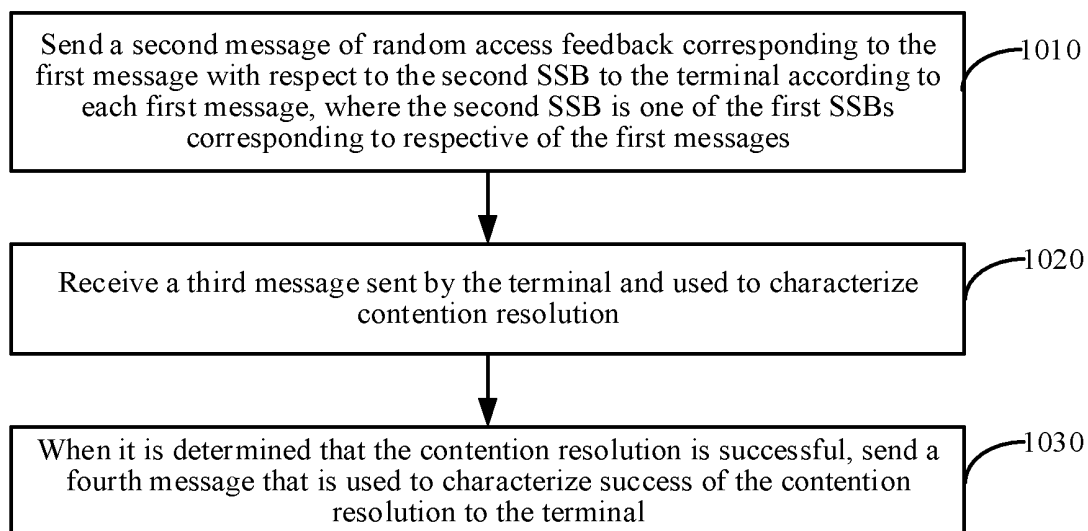 Send a second message of random access feedback corresponding to the
first message with respect to the second SSB to the terminal according to
each first message, where the second SSB is one of the first SSBs
corresponding to respective of the first messages
1010
Receive a third message sent by the terminal and used to characterize
contention resolution
1020
When it is determined that the contention resolution is successful, send a
fourth message that is used to characterize success of the contention
resolution to the terminal
1030